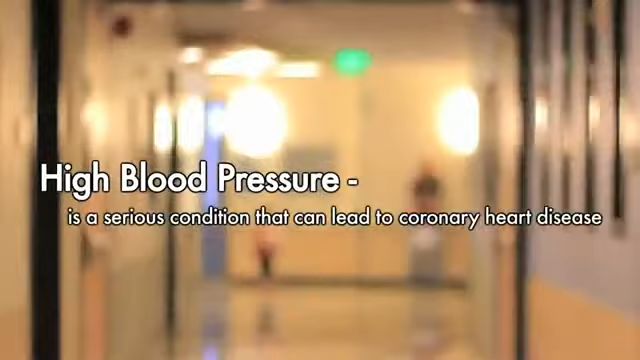 High Blood Pressure -
is a serious condition that can lead to coronary heart disease